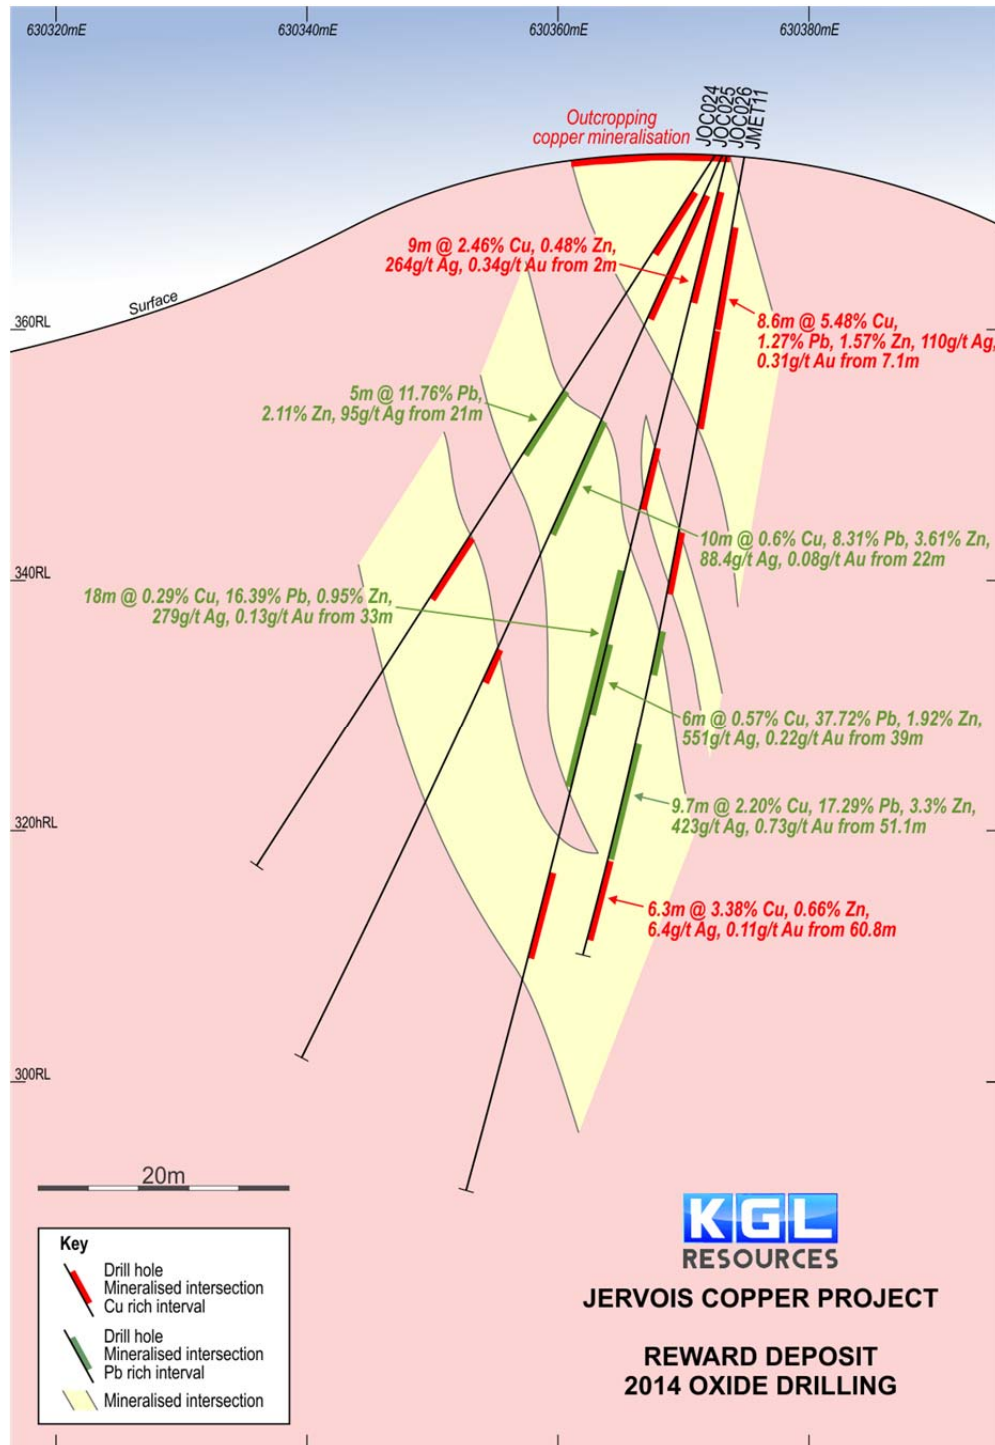 630320mE
630340mE
630360mE
630380mE
JOC024
JOC025
JOC026
JMET11
Outcropping
copper mineralisation
9m @ 2.46% Cu, 0.48% Zn,
264g/t Ag, 0.34g/t Au from 2m
Surface
360RL
8.6m @ 5.48% Cu,
1.27% Pb, 1.57% Zn, 110g/t Ag,
0.31g/t Au from 7.1m
5m @ 11.76% Pb,
2.11% Zn, 95g/t Ag from 21m
10m @ 0.6% Cu, 8.31% Pb, 3.61% Zn,
88.4g/t Ag, 0.08g/t Au from 22m
340RL
18m @ 0.29% Cu, 16.39% Pb, 0.95% Zn,
279g/t Ag, 0.13g/t Au from 33m
6m @ 0.57% Cu, 37.72% Pb, 1.92% Zn,
551g/t Ag, 0.22g/t Au from 39m
9.7m @ 2.20% Cu, 17.29% Pb, 3.3% Zn,
423g/t Ag, 0.73g/t Au from 51.1m
320hRL
6.3m @ 3.38% Cu, 0.66% Zn,
6.4g/t Ag, 0.11g/t Au from 60.8m
300RL
20m
Key
Drill hole
Mineralised intersection
Cu rich interval
Drill hole
Mineralised intersection
Pb rich interval
Mineralised intersection
KGL
RESOURCES
JERVOIS COPPER PROJECT
REWARD DEPOSIT
2014 OXIDE DRILLING